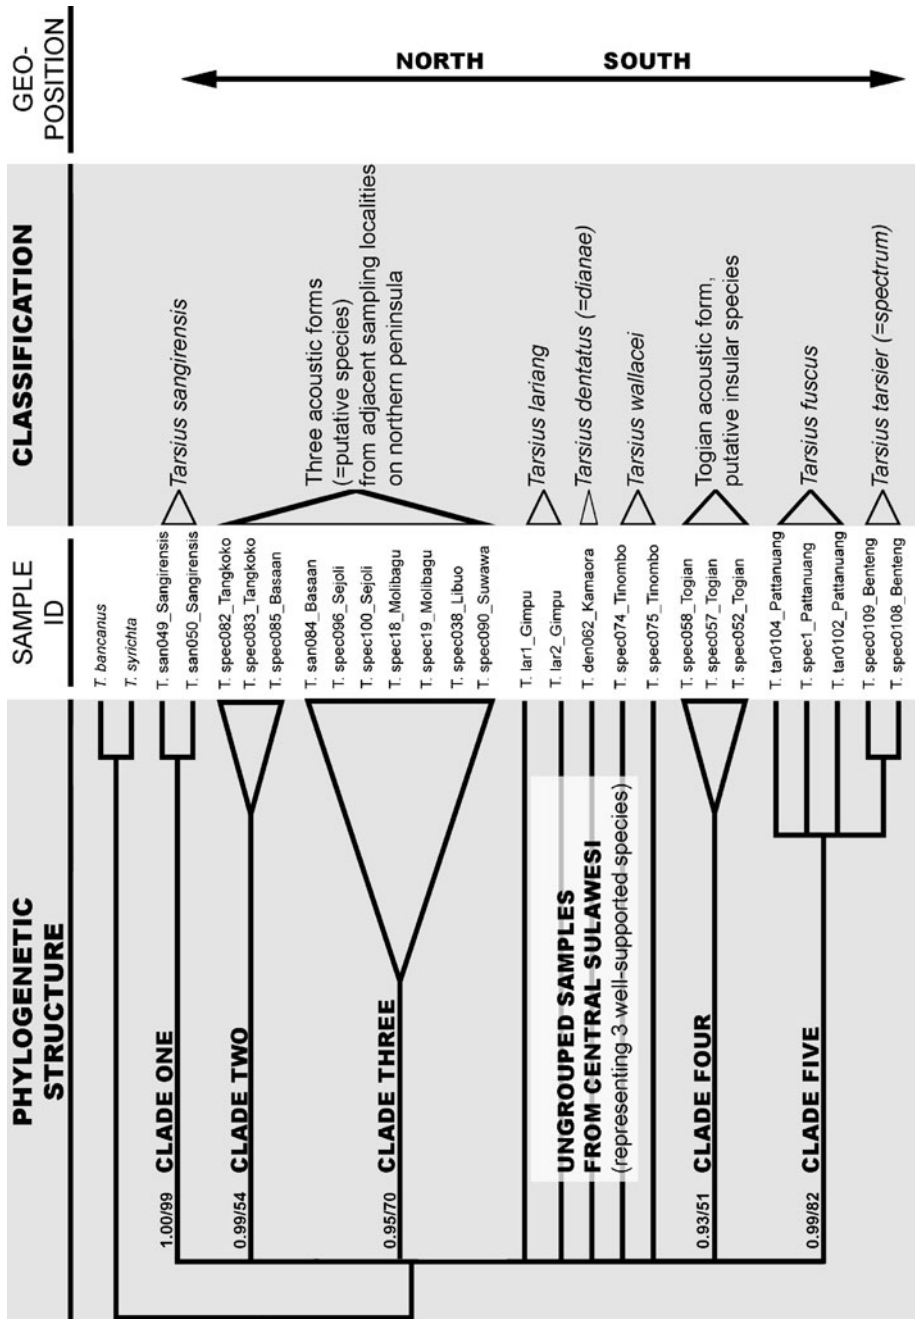 PHYLOGENETIC
STRUCTURE
SAMPLE
ID
CLASSIFICATION
GEO-
POSITION
T. bancanus
T. syrichta
1.00/99
CLADE ONE
T. san049_Sangirensis
T. san050_Sangirensis
Tarsius sangirensis
0.99/54
CLADE TWO
T. spec082_Tangkoko
T. spec083_Tangkoko
T. spec085_Basaan
0.95/70
CLADE THREE
T. san084_Basaan
T. spec096_Sejoli
T. spec100_Sejoli
T. spec18_Molibagu
T. spec19_Molibagu
T. spec038_Libuo
T. spec090_Suwawa
Three acoustic forms
(=putative species)
from adjacent sampling localities
on northern peninsula
NORTH
UNGROUPED SAMPLES
FROM CENTRAL SULAWESI
(representing 3 well-supported species)
T. lar1_Gimpu
T. lar2_Gimpu
T. den062_Kamaora
T. spec074_Tinombo
T. spec075_Tinombo
Tarsius lariang
Tarsius dentatus (=dianae)
Tarsius wallacei
SOUTH
0.93/51
CLADE FOUR
T. spec058_Togian
T. spec057_Togian
T. spec052_Togian
Togian acoustic form,
putative insular species
0.99/82
CLADE FIVE
T. tar0104_Pattanuang
T. spec1_Pattanuang
T. tar0102_Pattanuang
T. spec0109_Benteng
T. spec0108_Benteng
Tarsius fuscus
Tarsius tarsier (=spectrum)